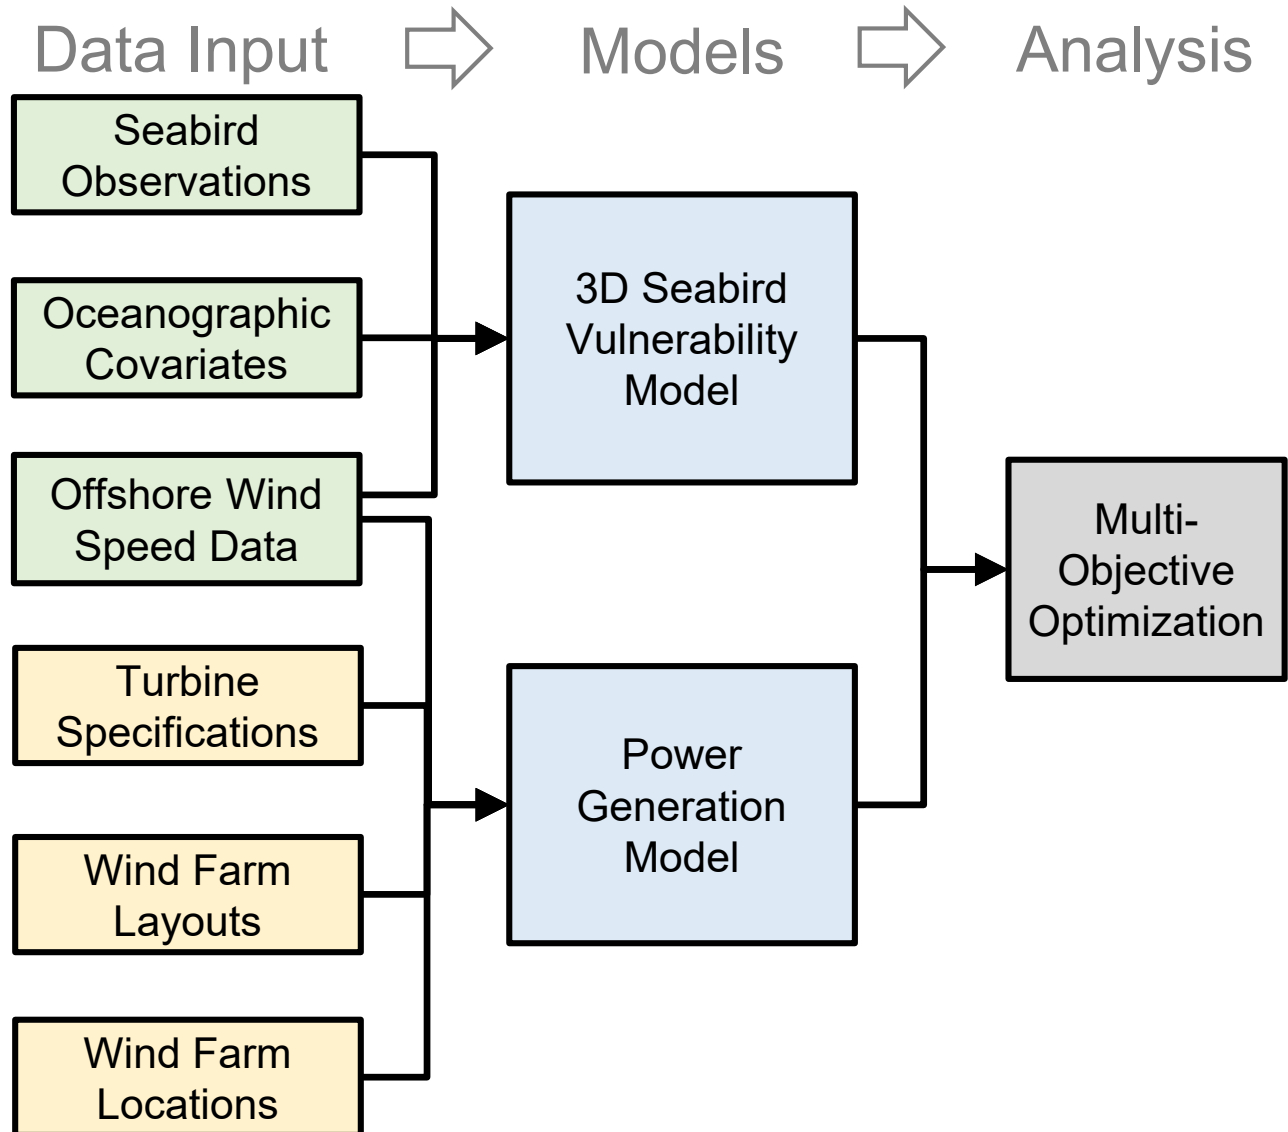 Data Input
Models
Analysis
Seabird
Observations
Oceanographic
Covariates
Offshore Wind
Speed Data
Turbine
Specifications
Wind Farm
Layouts
Wind Farm
Locations
3D Seabird
Vulnerability
Model
Power
Generation
Model
Multi-
Objective
Optimization